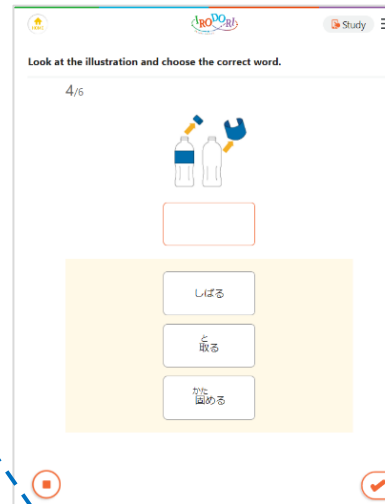 IRODORI
Study
Look at the illustration and choose the correct word.
4/6
しばる
と
取る
かた
固める